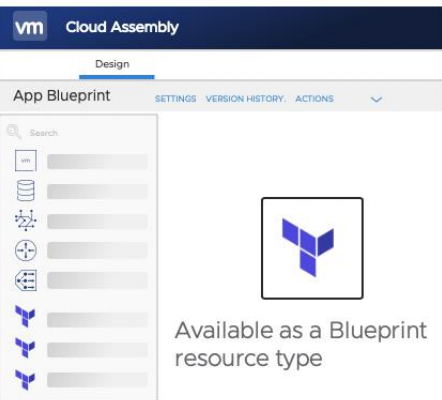 vm Cloud Assembly
Design
App Blueprint SETTINGS VERSION HISTORY. ACTIONS
Search
vm
Available as a Blueprint
resource type